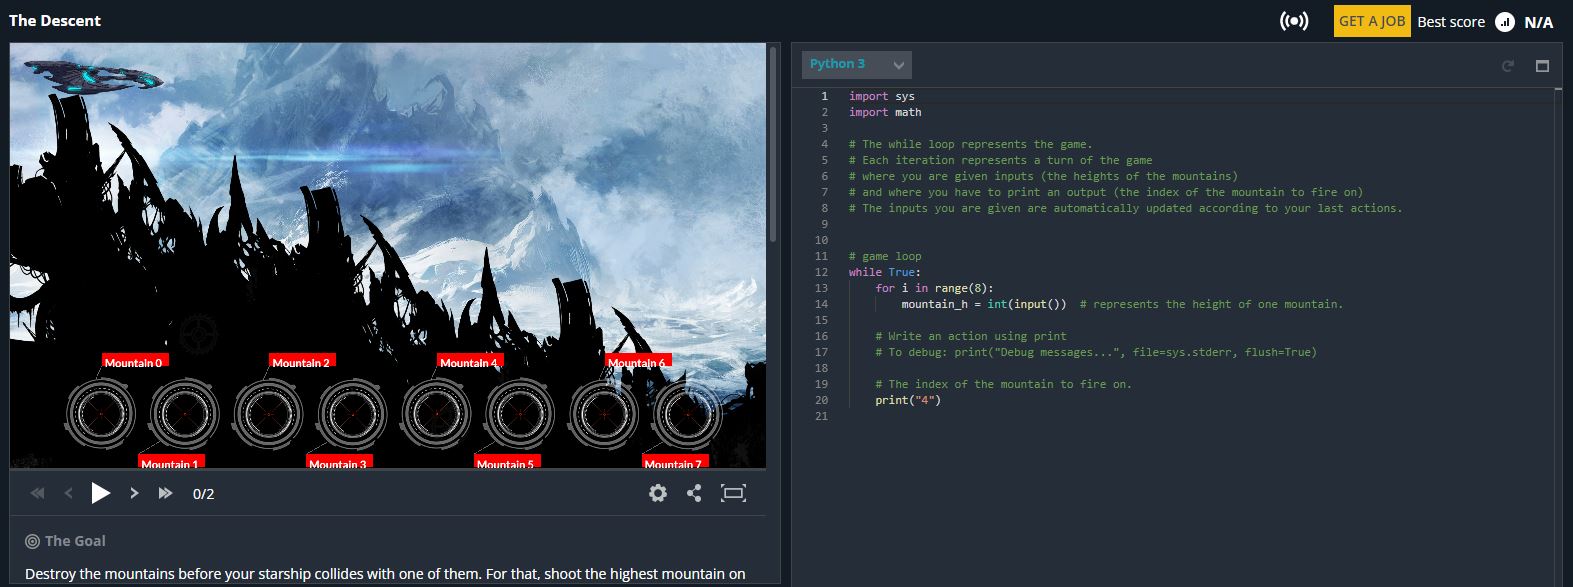 The Descent
GET A JOB
Best score
N/A
Mountain 0
Mountain 2
Mountain 4
Mountain 6
Mountain 1
Mountain 3
Mountain 5
Mountain 7
0/2
The Goal
Destroy the mountains before your starship collides with one of them. For that, shoot the highest mountain on
Python 3
1 import sys
2 import math
3
4 # The while loop represents the game.
5 # Each iteration represents a turn of the game
6 # where you are given inputs (the heights of the mountains)
7 # and where you have to print an output (the index of the mountain to fire on)
8 # The inputs you are given are automatically updated according to your last actions.
9
10
11 # game loop
12 while True:
13     for i in range(8):
14         mountain_h = int(input())  # represents the height of one mountain.
15
16     # Write an action using print
17     # To debug: print("Debug messages...", file=sys.stderr, flush=True)
18
19     # The index of the mountain to fire on.
20     print("4")
21